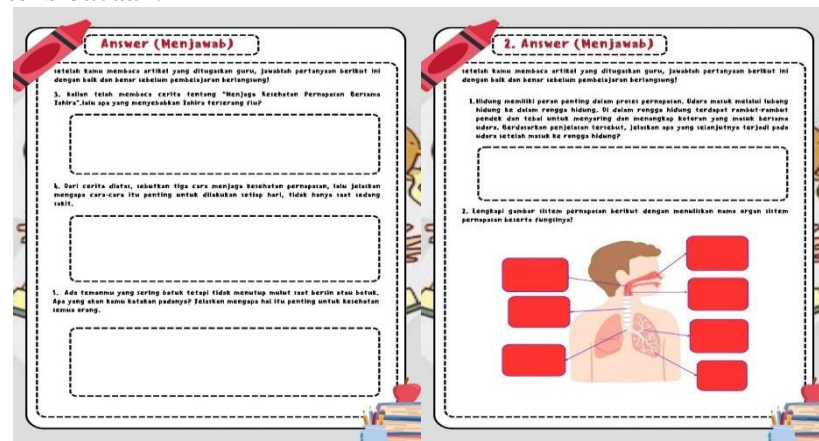 Answer (Menjawab)
setelah kamu membaca artikel yang ditugaskan guru, jawablah pertanyaan berikut ini
dengan baik dan benar sebelum pembelajaran berlangsung!
3. kalian telah membaca cerita tentang "Menjaga Kesehatan Pernapasan Bersama
Zahira".lalu apa yang menyebabkan Zahira terserang flu?
4. Dari cerita diatas, sebutkan tiga cara menjaga kesehatan pernapasan, lalu jelaskan
mengapa cara-cara itu penting untuk dilakukan setiap hari, tidak hanya saat sedang
sakit.
5. Ada temanmu yang sering batuk tetapi tidak menutup mulut saat bersin atau batuk.
Apa yang akan kamu katakan padanya? Jelaskan mengapa hal itu penting untuk kesehatan
semua orang.
2. Answer (Menjawab)
setelah kamu membaca artikel yang ditugaskan guru, jawablah pertanyaan berikut ini
dengan baik dan benar sebelum pembelajaran berlangsung!
1. Hidung memiliki peran penting dalam proses pernapasan. Udara masuk melalui lubang
hidung ke dalam rongga hidung. Di dalam rongga hidung terdapat rambut-rambut
pendek dan tebal untuk menyaring dan menangkap kotoran yang masuk bersama
udara. Berdasarkan penjelasan tersebut, jelaskan apa yang selanjutnya terjadi pada
udara setelah masuk ke rongga hidung?
2. Lengkapi gambar sistem pernapasan berikut dengan menuliskan nama organ sistem
pernapasan beserta fungsinya!